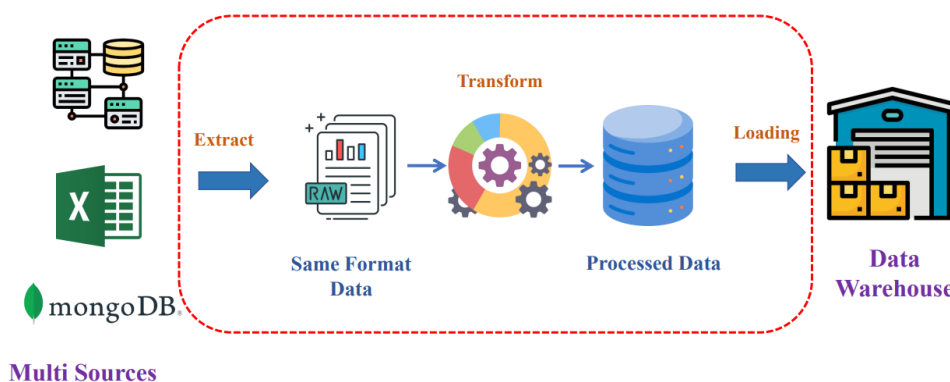 Transform
Extract
Loading
RAW
X
Same Format
Data
Processed Data
Data
Warehouse
mongoDB.
Multi Sources